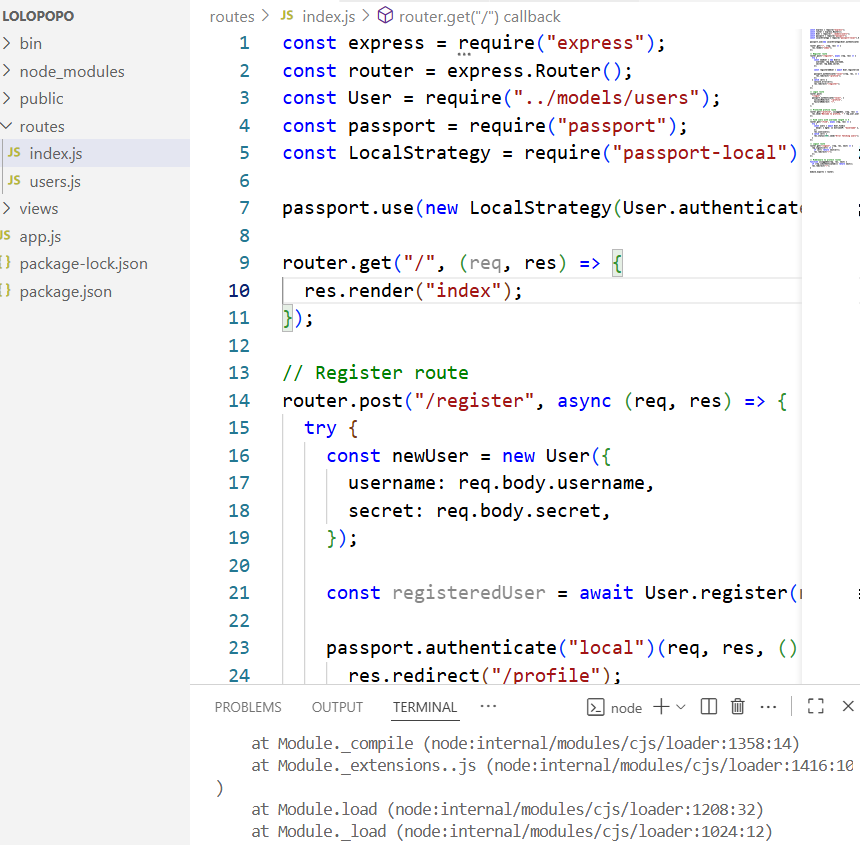 LOLOPOPO
bin
node_modules
public
routes
JS index.js
JS users.js
views
JS app.js
{} package-lock.json
{} package.json
routes > JS index.js > router.get("/") callback
1 const express = require("express");
2 const router = express.Router();
3 const User = require("../models/users");
4 const passport = require("passport");
5 const LocalStrategy = require("passport-local")
6
7 passport.use(new LocalStrategy(User.authenticate
8
9 router.get("/", (req, res) => {
10 res.render("index");
11 });
12
13 // Register route
14 router.post("/register", async (req, res) => {
15 try {
16 const newUser = new User({
17 username: req.body.username,
18 secret: req.body.secret,
19 });
20
21 const registeredUser = await User.register(
22
23 passport.authenticate("local")(req, res, ()
24 res.redirect("/profile");
PROBLEMS OUTPUT TERMINAL ··· node ···
at Module._compile (node:internal/modules/cjs/loader:1358:14)
at Module._extensions..js (node:internal/modules/cjs/loader:1416:10
)
at Module.load (node:internal/modules/cjs/loader:1208:32)
at Module._load (node:internal/modules/cjs/loader:1024:12)